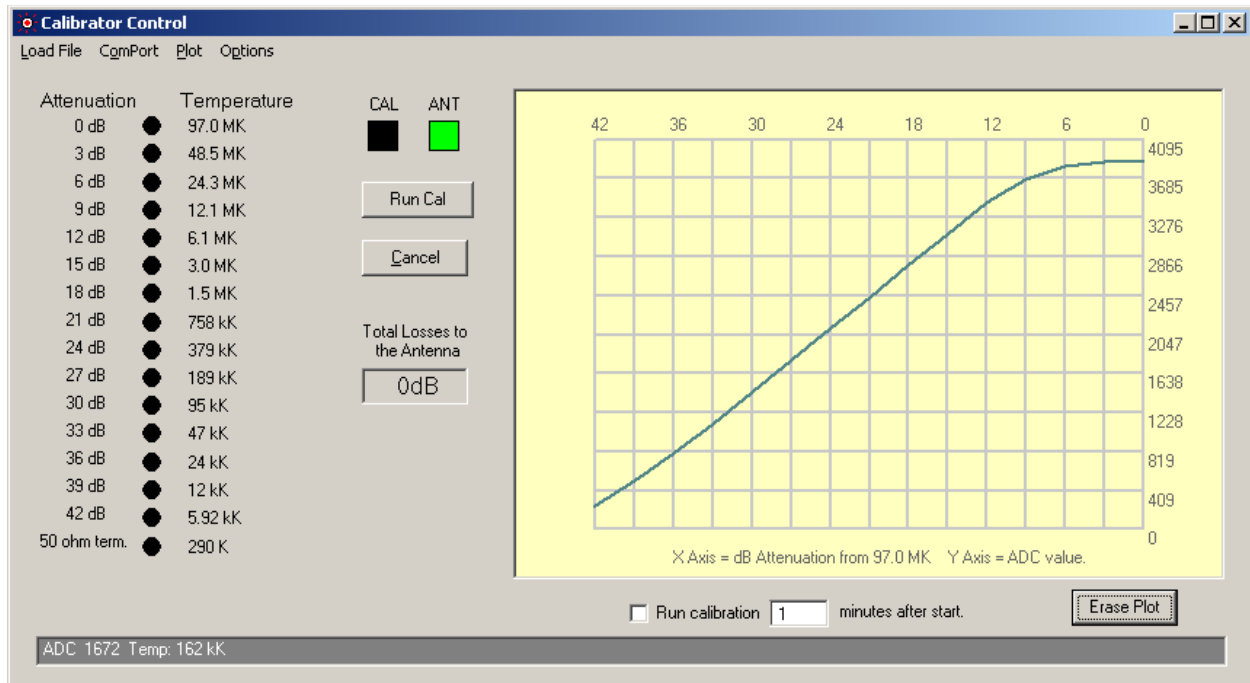 Calibrator Control
Load File ComPort Plot Options
Attenuation Temperature
0 dB 97.0 MK
3 dB 48.5 MK
6 dB 24.3 MK
9 dB 12.1 MK
12 dB 6.1 MK
15 dB 3.0 MK
18 dB 1.5 MK
21 dB 758 kK
24 dB 379 kK
27 dB 189 kK
30 dB 95 kK
33 dB 47 kK
36 dB 24 kK
39 dB 12 kK
42 dB 5.92 kK
50 ohm term. 290 K
CAL ANT
Run Cal
Cancel
Total Losses to
the Antenna
0dB
42 36 30 24 18 12 6 0
4095
3685
3276
2866
2457
2047
1638
1228
819
409
0
X Axis = dB Attenuation from 97.0 MK Y Axis = ADC value.
Run calibration 1 minutes after start.
Erase Plot
ADC 1672 Temp: 162 kK